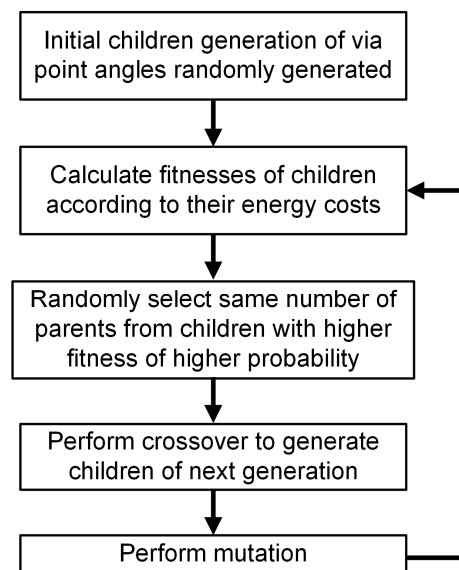 Initial children generation of via
point angles randomly generated
Calculate fitnesses of children
according to their energy costs
Randomly select same number of
parents from children with higher
fitness of higher probability
Perform crossover to generate
children of next generation
Perform mutation